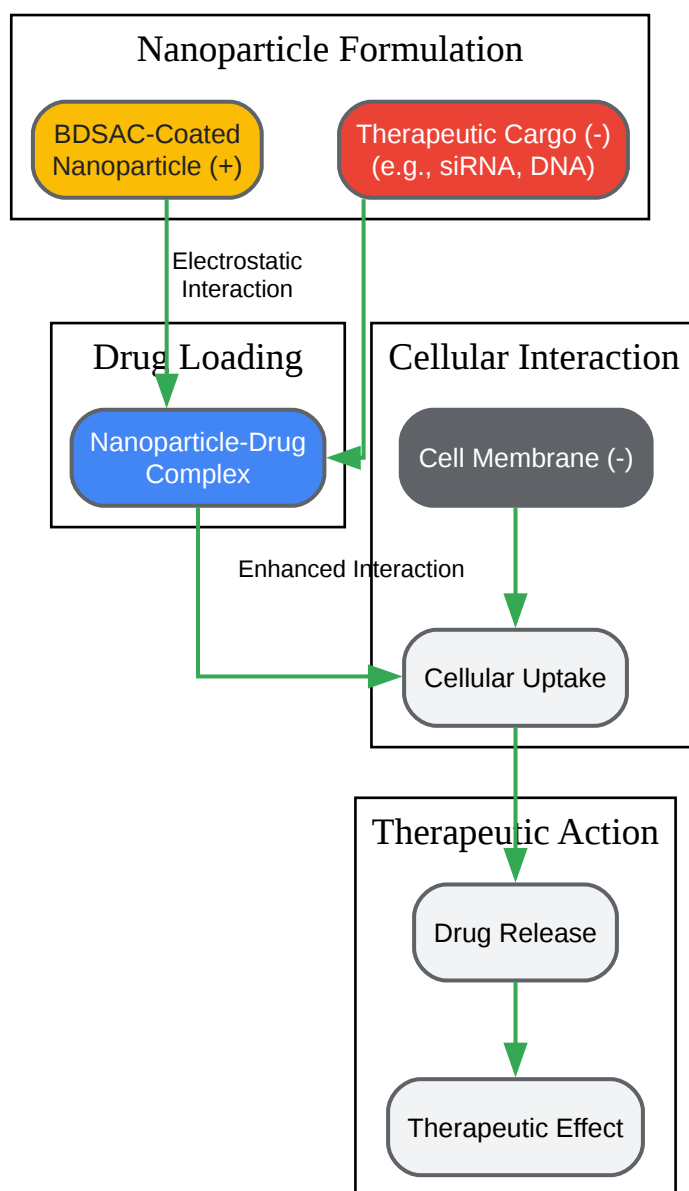 Nanoparticle Formulation
BDSAC-Coated
Nanoparticle (+)
Therapeutic Cargo (-)
(e.g., siRNA, DNA)
Electrostatic
Interaction
Drug Loading
Nanoparticle-Drug
Complex
Cellular Interaction
Cell Membrane (-)
Enhanced Interaction
Cellular Uptake
Therapeutic Action
Drug Release
Therapeutic Effect